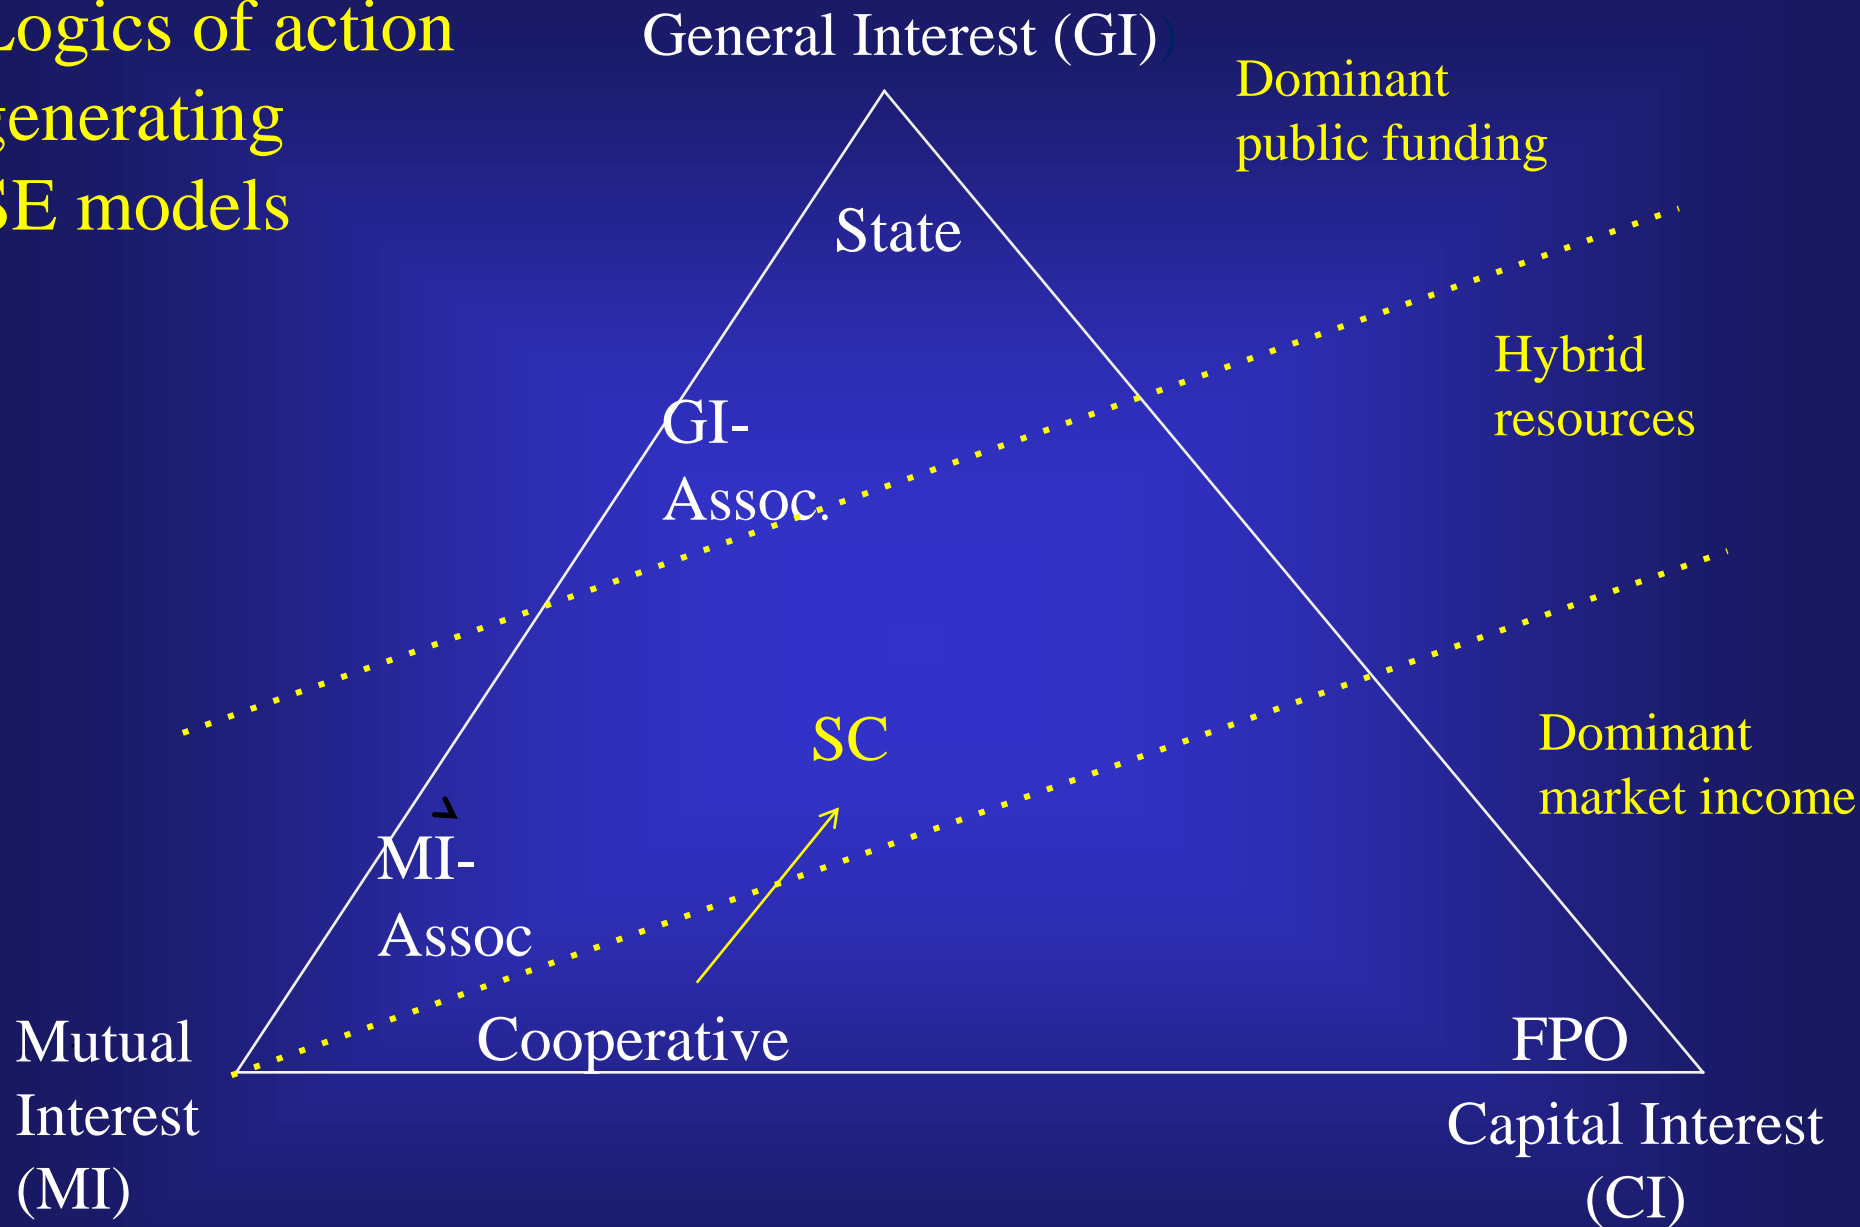 Logics of action
generating
SE models
General Interest (GI))
Dominant
public funding
State
Hybrid
resources
GI-
Assoc.
SC
Dominant
market income
MI-
Assoc
Cooperative
FPO
Mutual
Interest
(MI)
Capital Interest
(CI)